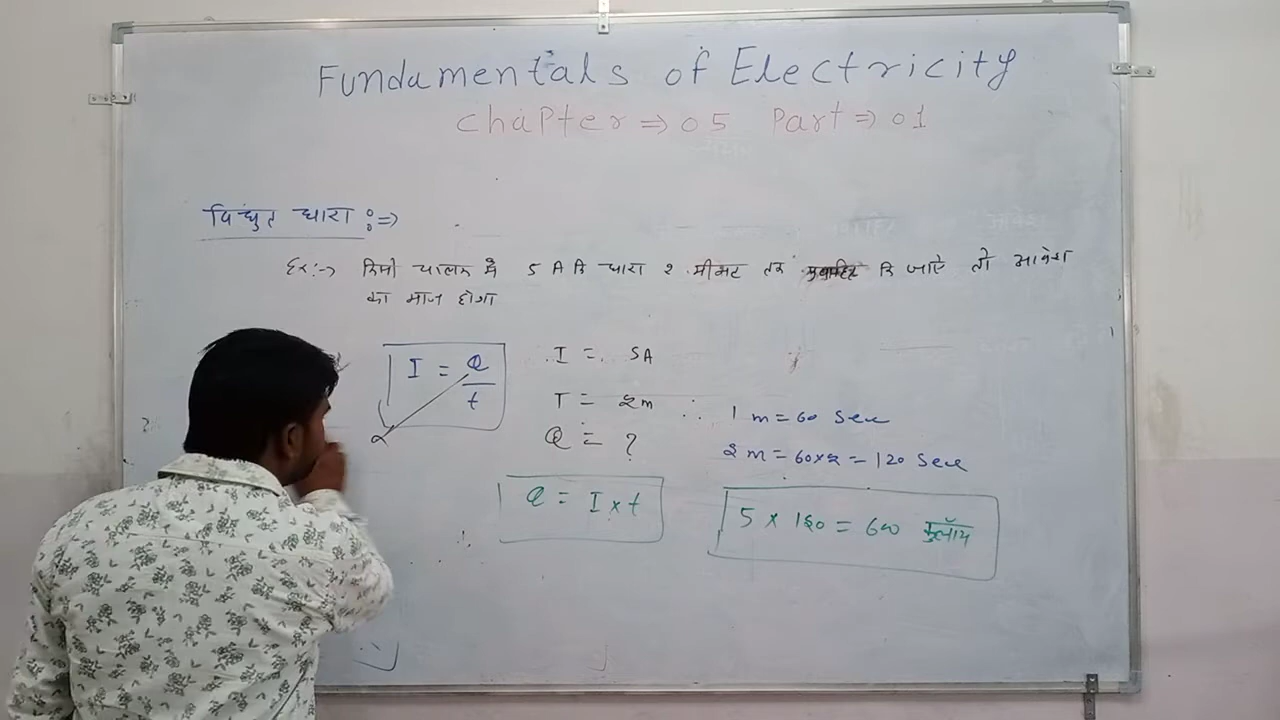 Fundamentals of Electricity
Chapter ⇒ 05 Part ⇒ 01
विद्युत धारा :⇒
Ex:→ किसी चालक में 5 A कि धारा 2 मीनट तक प्रवाहित कि जाऐ तो आवेश
का मान होगा
I = Q/t
I = 5A
T = 2m ∴ 1 m = 60 Sec
Q = ?
2 m = 60×2 = 120 Sec
Q = I × t
5 × 120 = 600 कुलॉम